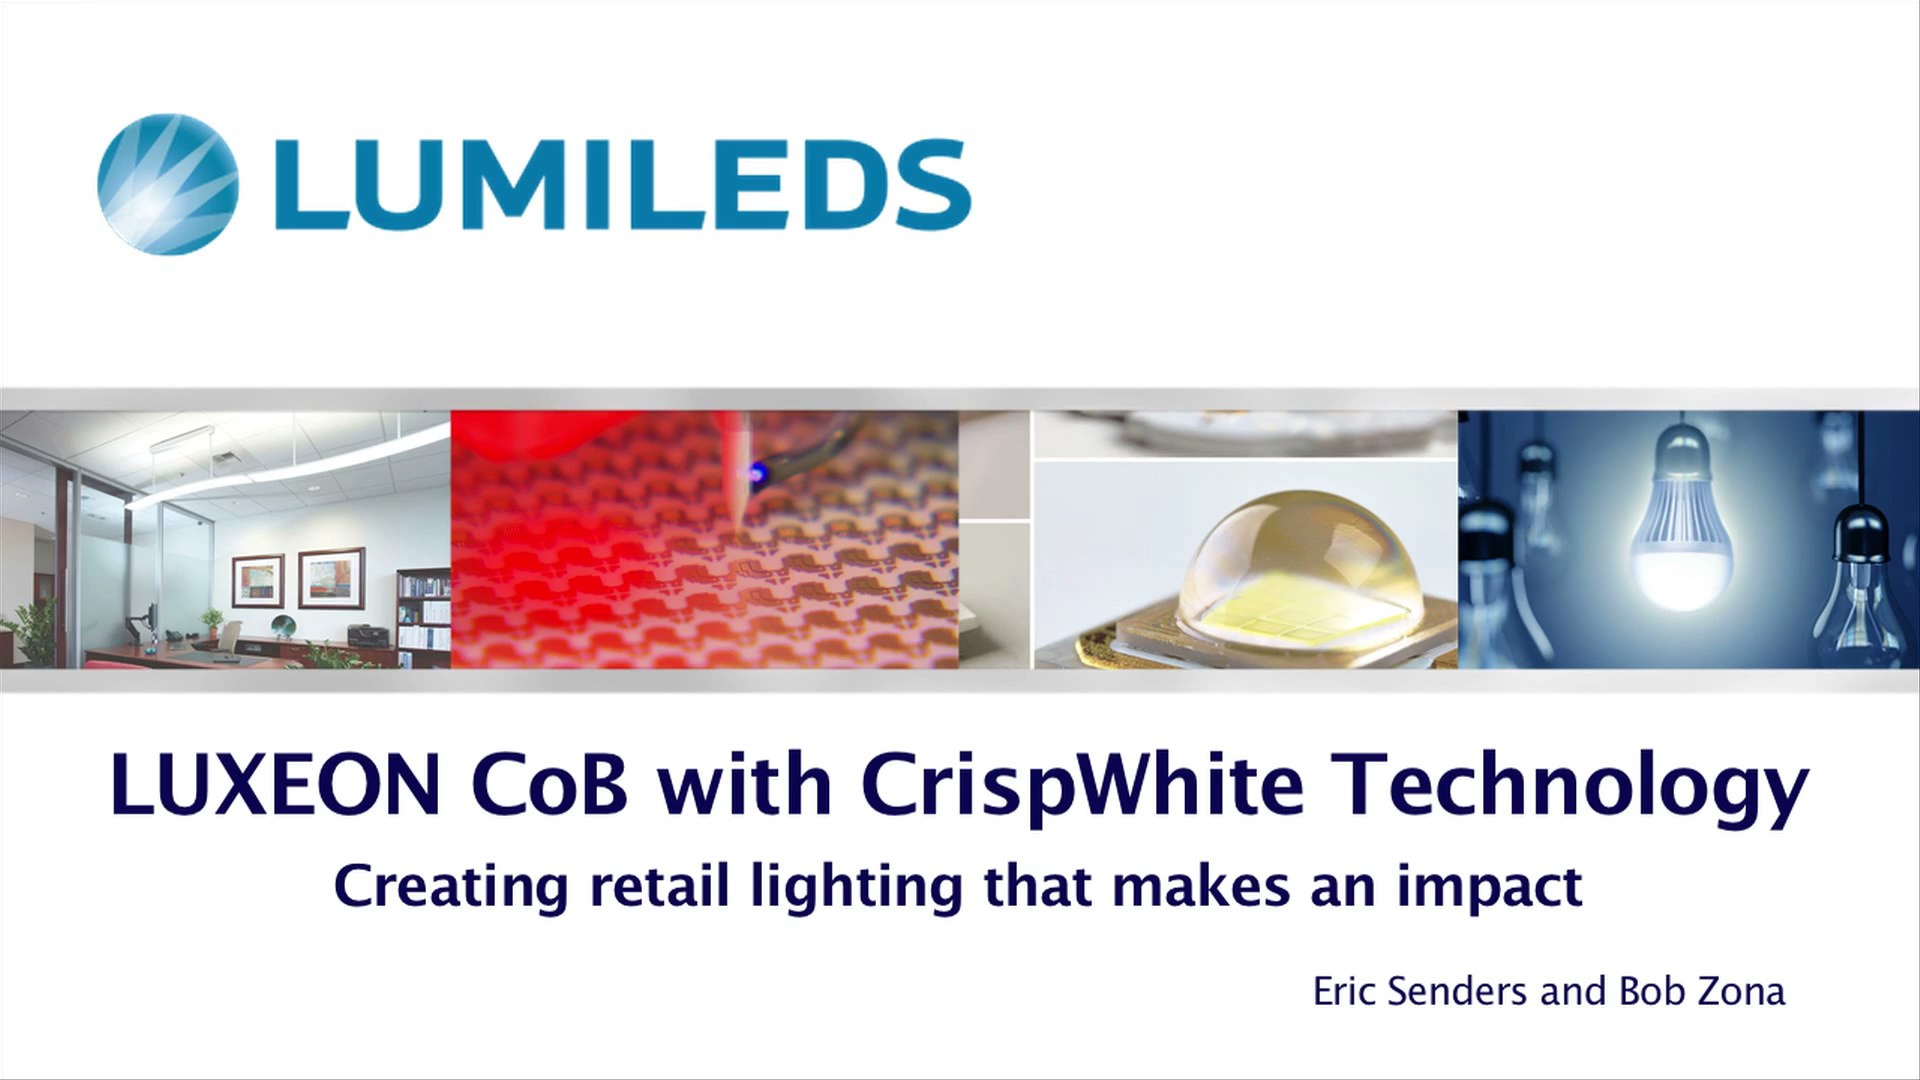 LUMILEDS
LUXEON CoB with CrispWhite Technology
Creating retail lighting that makes an impact
Eric Senders and Bob Zona